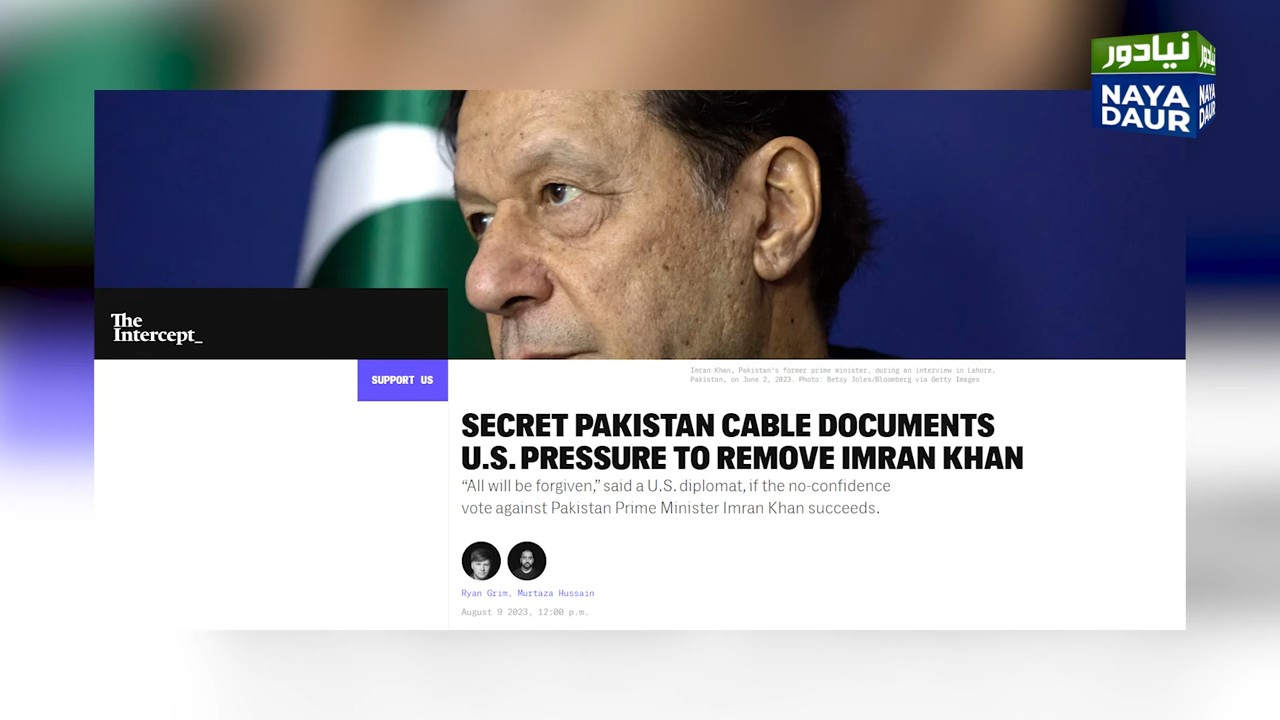 نیادور
نیادور
NAYA
DAUR
NAYA
DAUR
The
Intercept_
SUPPORT US
Imran Khan, Pakistan's former prime minister, during an interview in Lahore,
Pakistan, on June 2, 2023. Photo: Betsy Joles/Bloomberg via Getty Images
SECRET PAKISTAN CABLE DOCUMENTS
U.S. PRESSURE TO REMOVE IMRAN KHAN
“All will be forgiven,” said a U.S. diplomat, if the no-confidence
vote against Pakistan Prime Minister Imran Khan succeeds.
Ryan Grim, Murtaza Hussain
August 9 2023, 12:00 p.m.